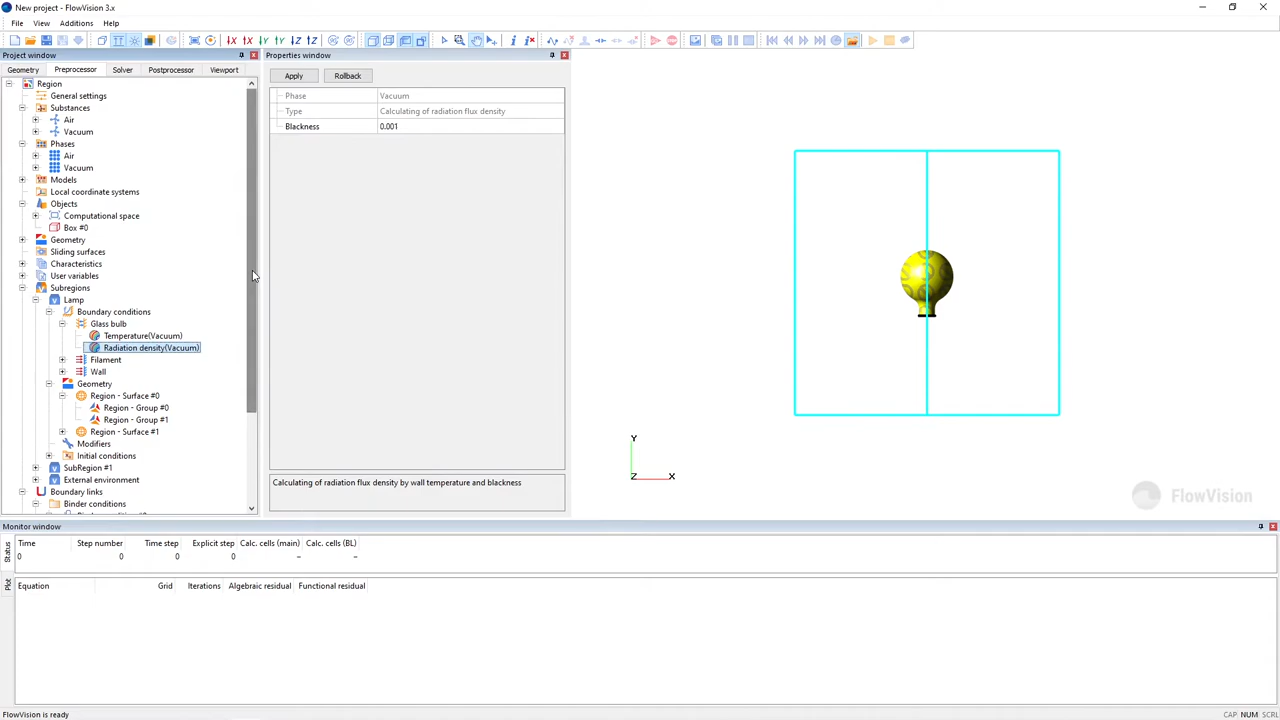 New project - FlowVision 3.x
File View Additions Help
Project window
Properties window
Geometry Preprocessor Solver Postprocessor Viewport
Apply Rollback
Region
General settings
Substances
Air
Vacuum
Phases
Air
Vacuum
Models
Local coordinate systems
Objects
Computational space
Box #0
Geometry
Sliding surfaces
Characteristics
User variables
Subregions
Lamp
Boundary conditions
Glass bulb
Temperature(Vacuum)
Radiation density(Vacuum)
Filament
Wall
Geometry
Region - Surface #0
Region - Group #0
Region - Group #1
Region - Surface #1
Modifiers
Initial conditions
SubRegion #1
External environment
Boundary links
Binder conditions
Phase Vacuum
Type Calculating of radiation flux density
Blackness 0.001
Calculating of radiation flux density by wall temperature and blackness
Y
Z X
FlowVision
Monitor window
Status
Plot
Time Step number Time step Explicit step Calc. cells (main) Calc. cells (BL)
0 0 0 0 – –
Equation Grid Iterations Algebraic residual Functional residual
FlowVision is ready
CAP NUM SCRL